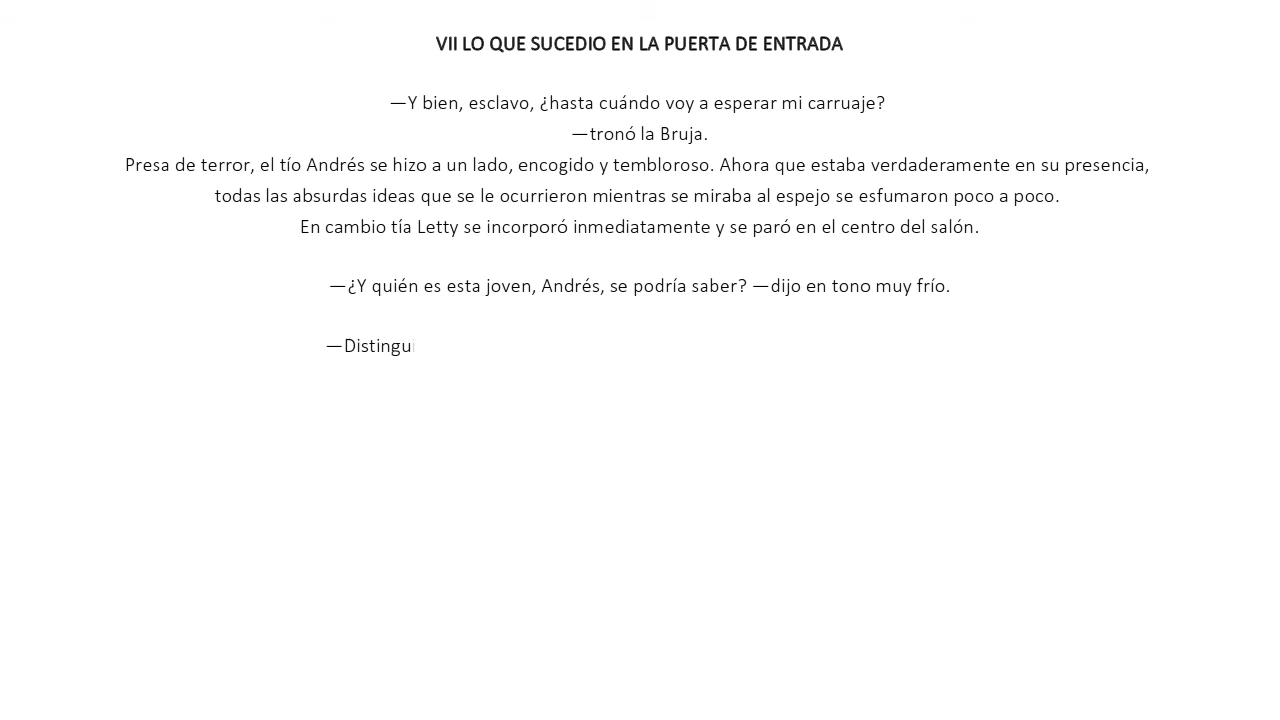 VII LO QUE SUCEDIO EN LA PUERTA DE ENTRADA
—Y bien, esclavo, ¿hasta cuándo voy a esperar mi carruaje?
—tronó la Bruja.
Presa de terror, el tío Andrés se hizo a un lado, encogido y tembloroso. Ahora que estaba verdaderamente en su presencia,
todas las absurdas ideas que se le ocurrieron mientras se miraba al espejo se esfumaron poco a poco.
En cambio tía Letty se incorporó inmediatamente y se paró en el centro del salón.
—¿Y quién es esta joven, Andrés, se podría saber? —dijo en tono muy frío.
—Distingui